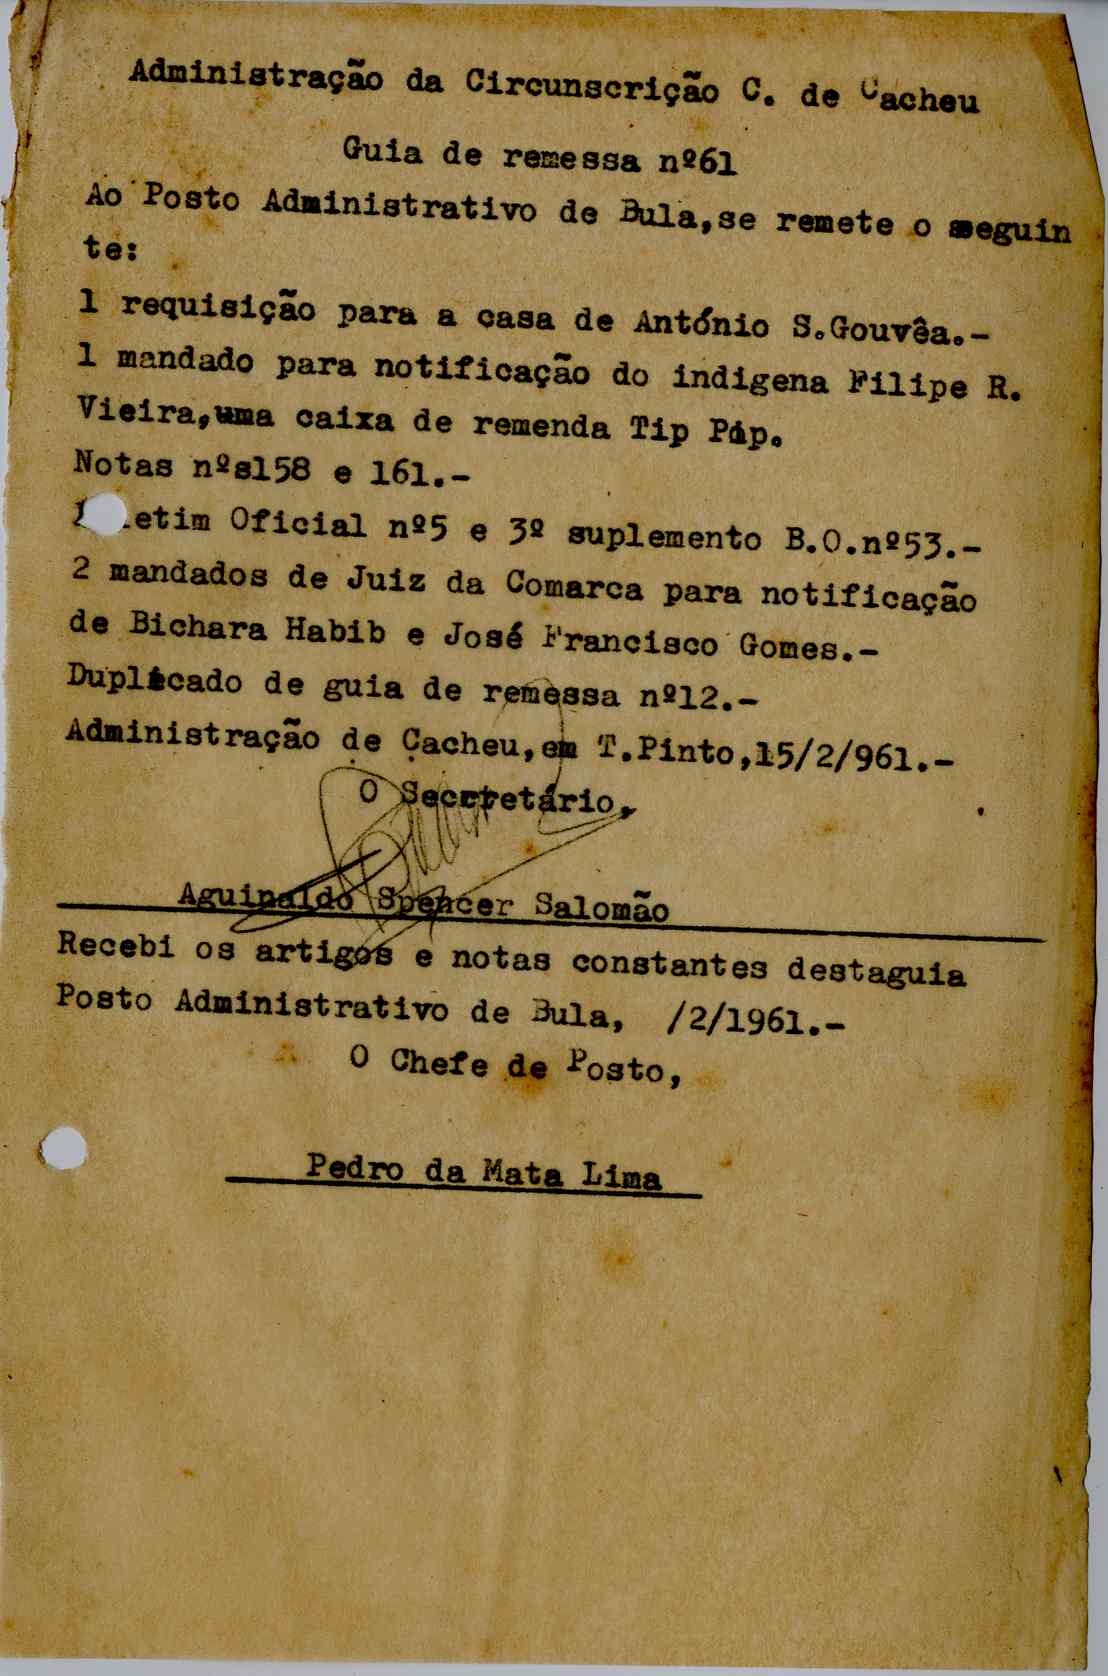 Administração da Circunscrição C. de Cacheu
Guia de remessa nº61
Ao Posto Administrativo de Bula,se remete o seguin
te:
1 requisição para a casa de António S.Gouvêa.-
1 mandado para notificação do indigena Filipe R.
Vieira,uma caixa de remenda Tip Pap.
Notas nºs158 e 161.-
etim Oficial nº5 e 3º suplemento B.O.nº53.-
2 mandados de Juiz da Comarca para notificação
de Bichara Habib e José Francisco Gomes.-
Duplicado de guia de remessa nº12.-
Administração de Cacheu,em T.Pinto,15/2/961.-
O Secrtetário,
Aguinaldo Spencer Salomão
Recebi os artigos e notas constantes destaguia
Posto Administrativo de Bula, /2/1961.-
O Chefe de Posto,
Pedro da Mata Lima